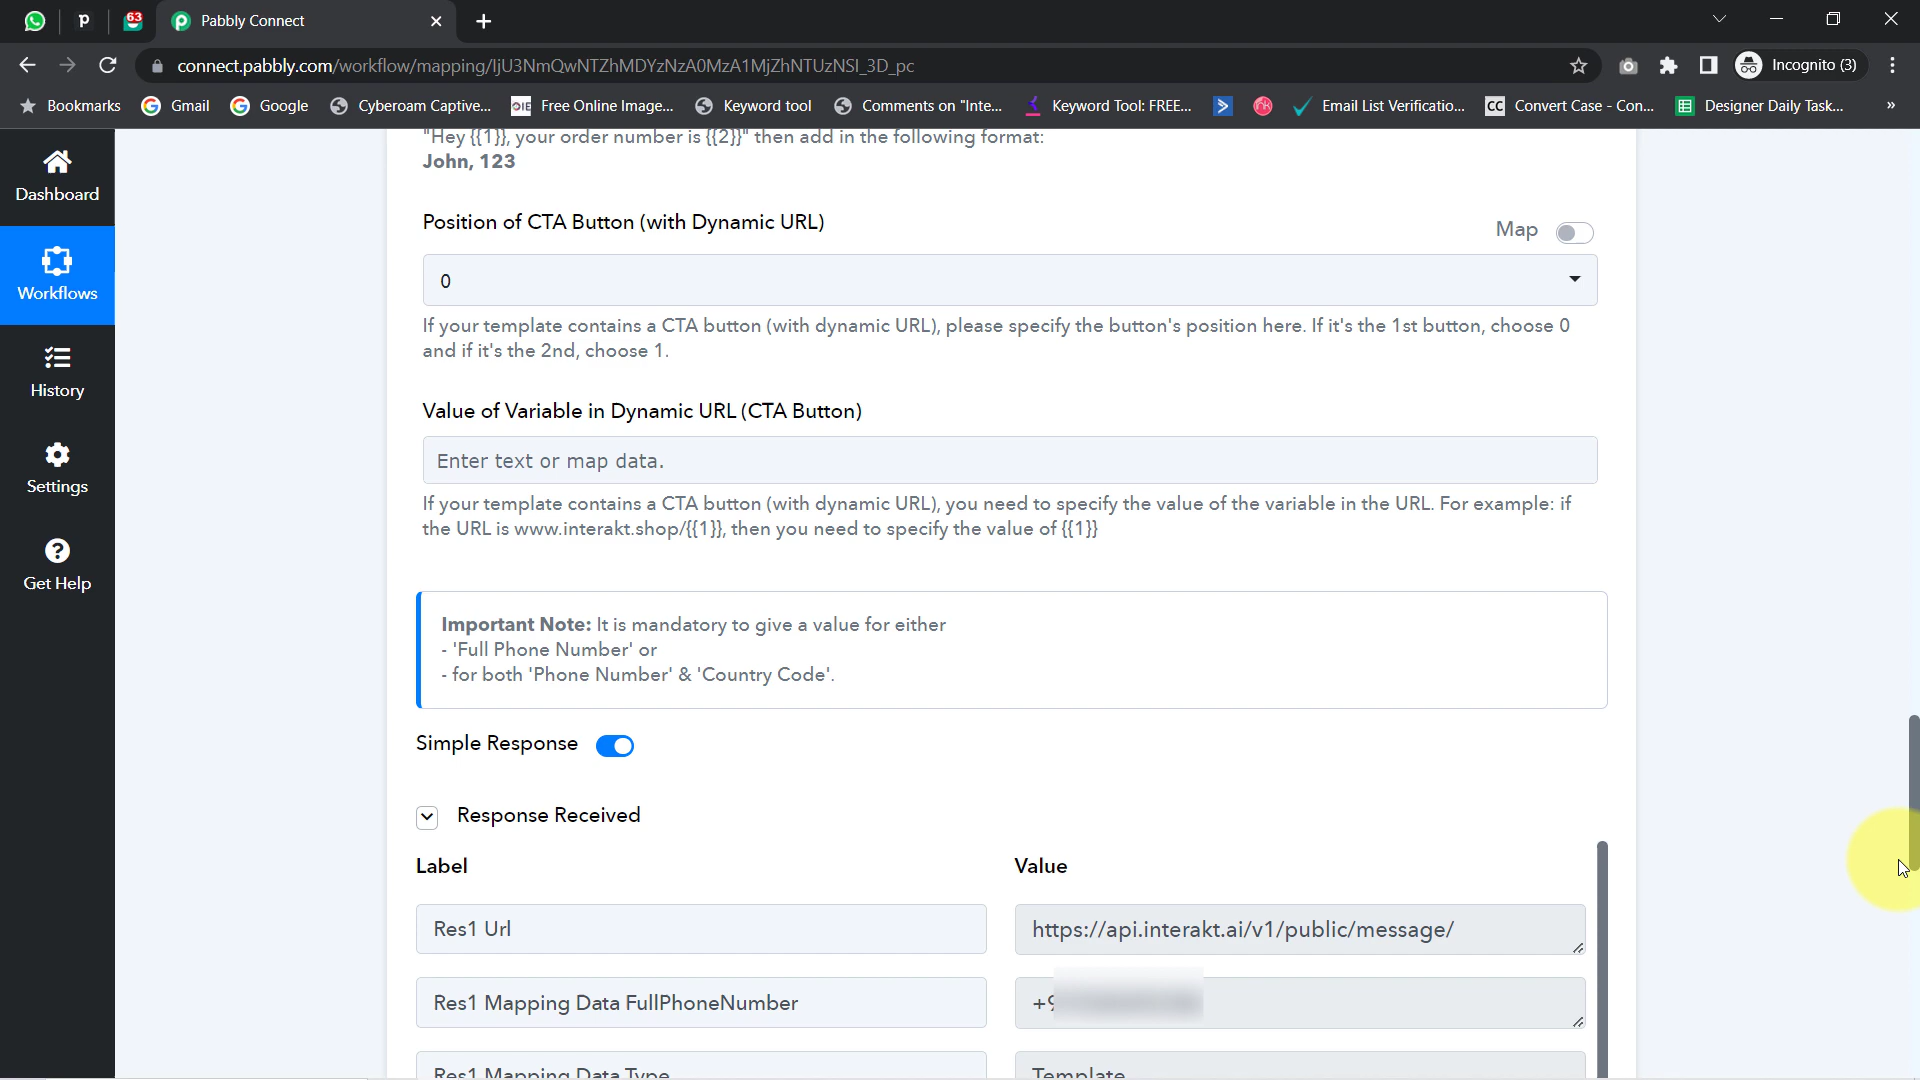 63
Pabbly Connect
connect.pabbly.com/workflow/mapping/IjU3NmQwNTZhMDYzNzA0MzA1MjZhNTUzNSI_3D_pc
Incognito (3)
Bookmarks
Gmail
Google
Cyberoam Captive...
Free Online Image...
Keyword tool
Comments on "Inte...
Keyword Tool: FREE...
Email List Verificatio...
CC
Convert Case - Con...
Designer Daily Task...
»
Dashboard
Workflows
History
Settings
Get Help
"Hey {{1}}, your order number is {{2}}" then add in the following format:
John, 123
Position of CTA Button (with Dynamic URL)
Map
0
If your template contains a CTA button (with dynamic URL), please specify the button's position here. If it's the 1st button, choose 0
and if it's the 2nd, choose 1.
Value of Variable in Dynamic URL (CTA Button)
Enter text or map data.
If your template contains a CTA button (with dynamic URL), you need to specify the value of the variable in the URL. For example: if
the URL is www.interakt.shop/{{1}}, then you need to specify the value of {{1}}
Important Note: It is mandatory to give a value for either
- 'Full Phone Number' or
- for both 'Phone Number' & 'Country Code'.
Simple Response
Response Received
Label
Value
Res1 Url
https://api.interakt.ai/v1/public/message/
Res1 Mapping Data FullPhoneNumber
+9
Res1 Mapping Data Type
Template